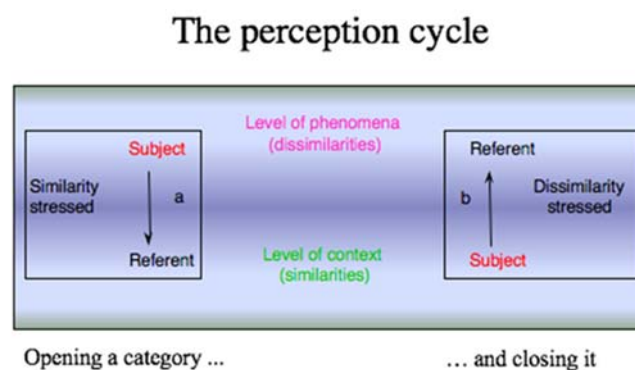 The perception cycle
Level of phenomena
(dissimilarities)
Subject
Similarity
stressed
a
Referent
Referent
b
Dissimilarity
stressed
Subject
Level of context
(similarities)
Opening a category ...
... and closing it